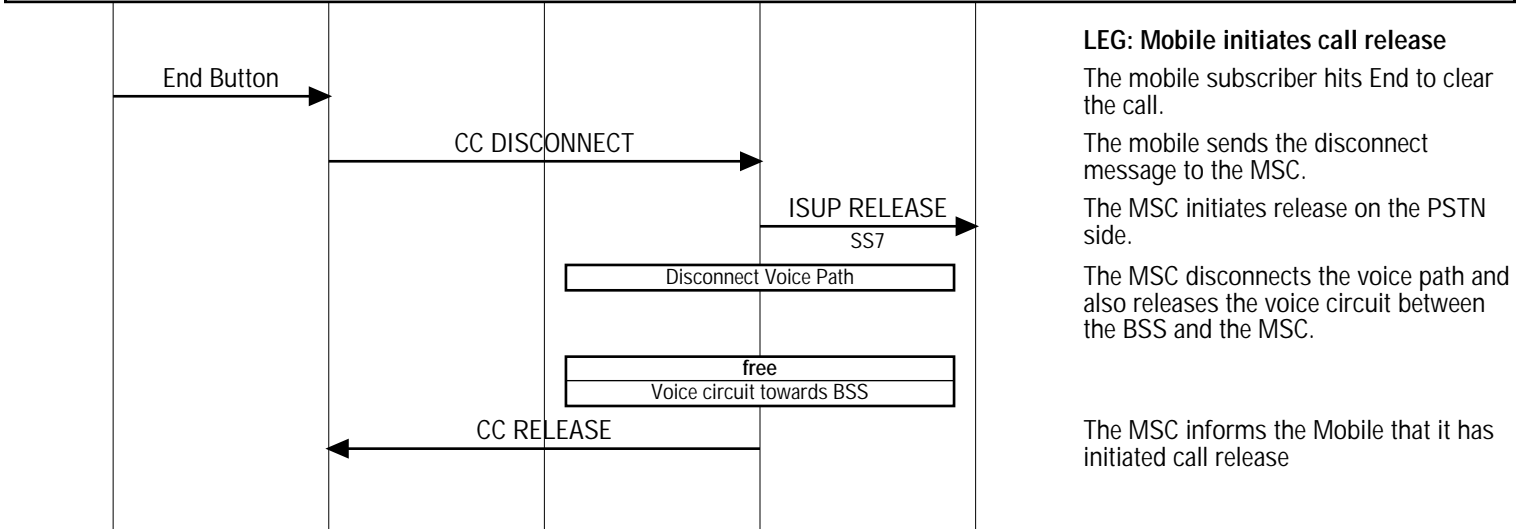 LEG: Mobile initiates call release
End Button
The mobile subscriber hits End to clear
the call.
CC DISCONNECT
The mobile sends the disconnect
message to the MSC.
ISUP RELEASE
SS7
The MSC initiates release on the PSTN
side.
Disconnect Voice Path
The MSC disconnects the voice path and
also releases the voice circuit between
the BSS and the MSC.
free
Voice circuit towards BSS
CC RELEASE
The MSC informs the Mobile that it has
initiated call release